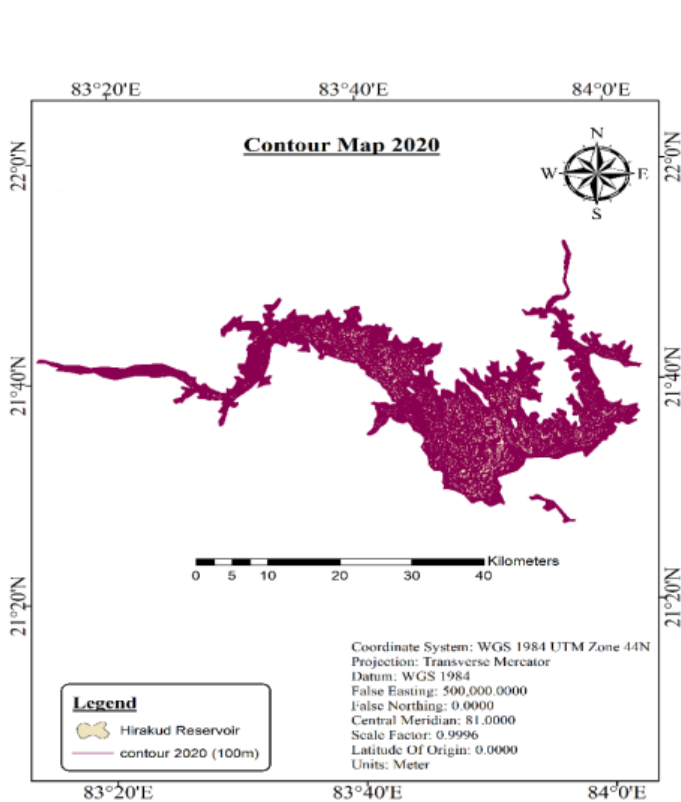 83°20'E 83°40'E 84°0'E
Contour Map 2020
N
W E
S
22°0'N 22°0'N
21°40'N 21°40'N
Kilometers
0 5 10 20 30 40
21°20'N 21°20'N
Coordinate System: WGS 1984 UTM Zone 44N
Projection: Transverse Mercator
Datum: WGS 1984
False Easting: 500,000.0000
False Northing: 0.0000
Central Meridian: 81.0000
Scale Factor: 0.9996
Latitude Of Origin: 0.0000
Units: Meter
Legend
Hirakud Reservoir
contour 2020 (100m)
83°20'E 83°40'E 84°0'E